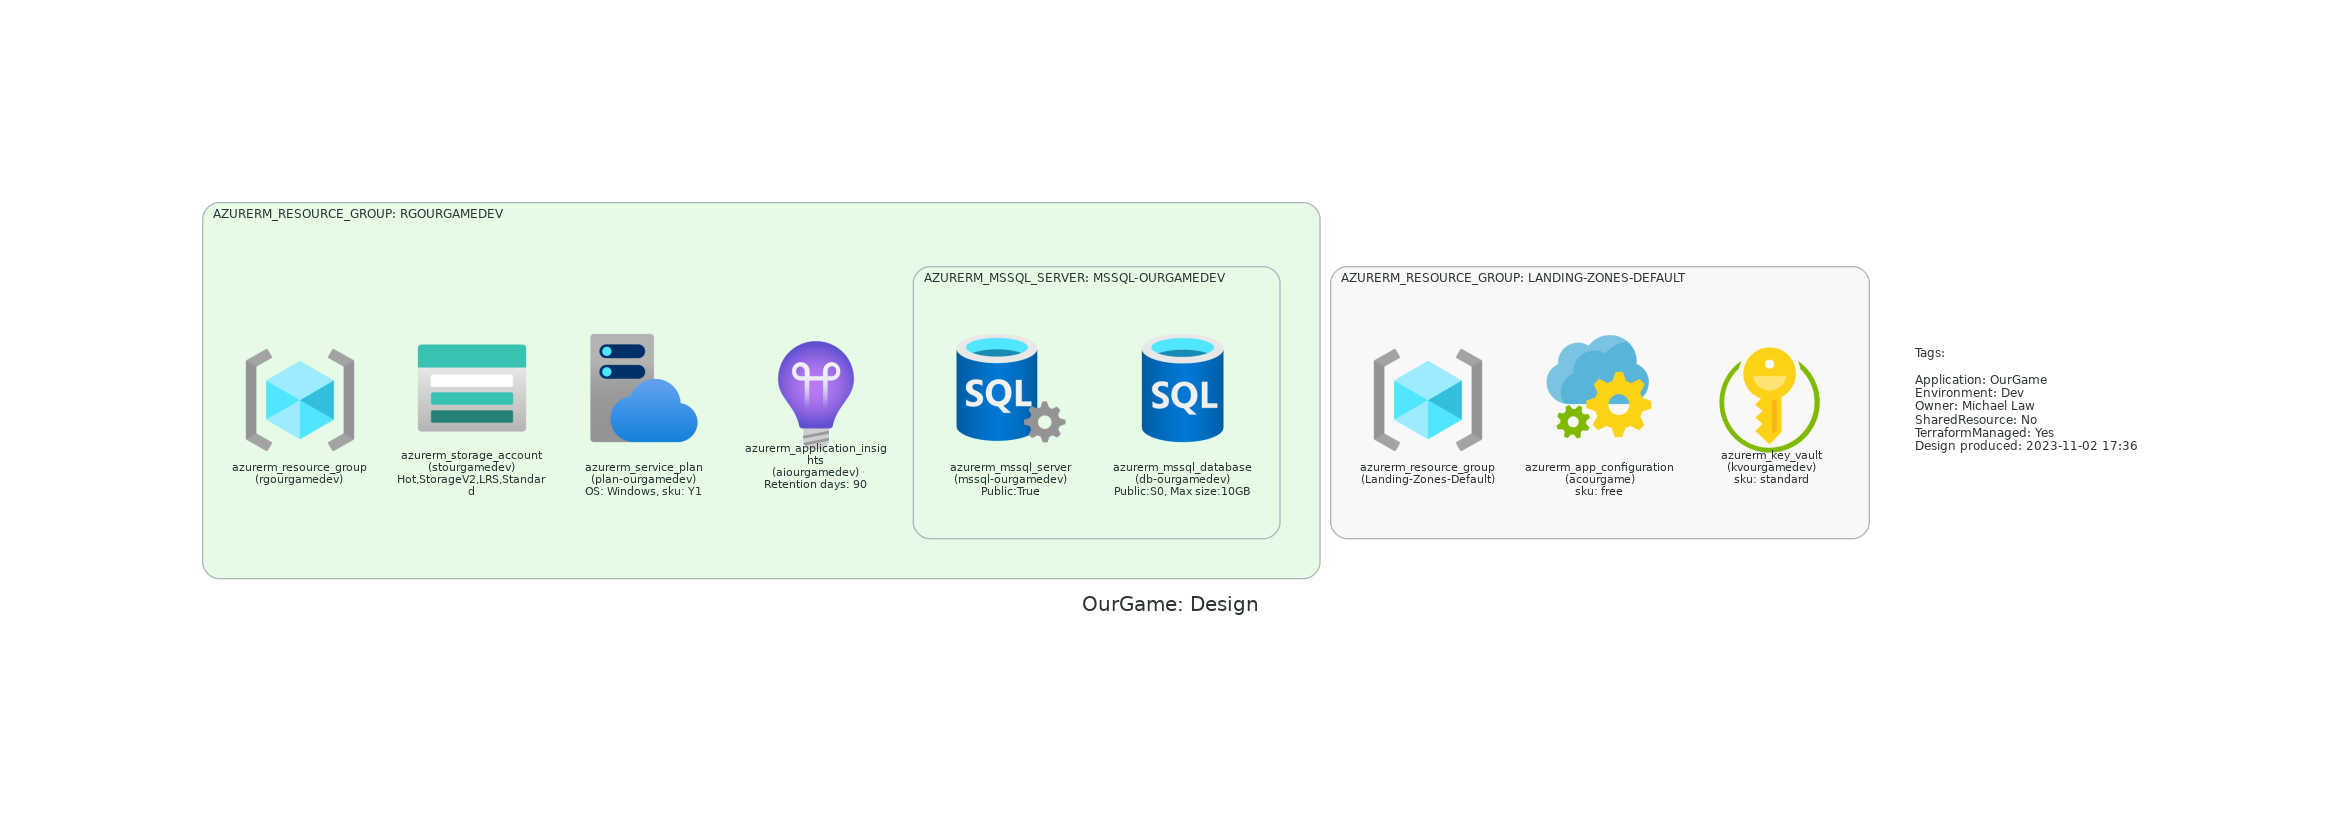 AZURERM_RESOURCE_GROUP: RGOURGAMEDEV
azurerm_resource_group
(rgourgamedev)
azurerm_storage_account
(stourgamedev)
Hot,StorageV2,LRS,Standar
d
azurerm_service_plan
(plan-ourgamedev)
OS: Windows, sku: Y1
azurerm_application_insig
hts
(aiourgamedev)
Retention days: 90
AZURERM_MSSQL_SERVER: MSSQL-OURGAMEDEV
SQL
azurerm_mssql_server
(mssql-ourgamedev)
Public:True
SQL
azurerm_mssql_database
(db-ourgamedev)
Public:S0, Max size:10GB
AZURERM_RESOURCE_GROUP: LANDING-ZONES-DEFAULT
azurerm_resource_group
(Landing-Zones-Default)
azurerm_app_configuration
(acourgame)
sku: free
azurerm_key_vault
(kvourgamedev)
sku: standard
Tags:
Application: OurGame
Environment: Dev
Owner: Michael Law
SharedResource: No
TerraformManaged: Yes
Design produced: 2023-11-02 17:36
OurGame: Design